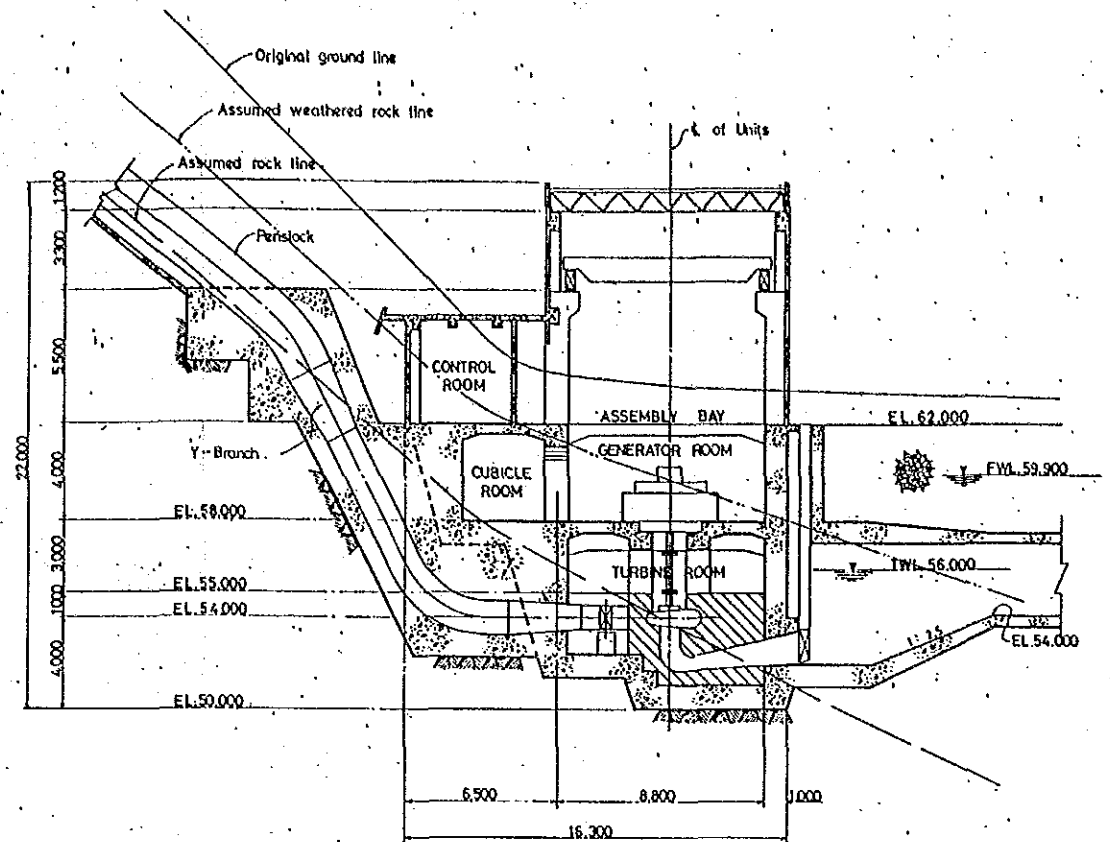 Original ground line
Assumed weathered rock line
℄ of Units
Assumed rock line
Penstock
1.200
3.300
5.500
4.000
3.000
1.000
4.000
22.000
CONTROL
ROOM
ASSEMBLY BAY
EL.62.000
Y-Branch
CUBICLE
ROOM
GENERATOR ROOM
FWL.59.900
EL.58.000
TURBINE ROOM
TWL.56.000
EL.55.000
EL.54.000
1:2.5
EL.54.000
EL.50.000
6.500
8.800
1.000
16.300